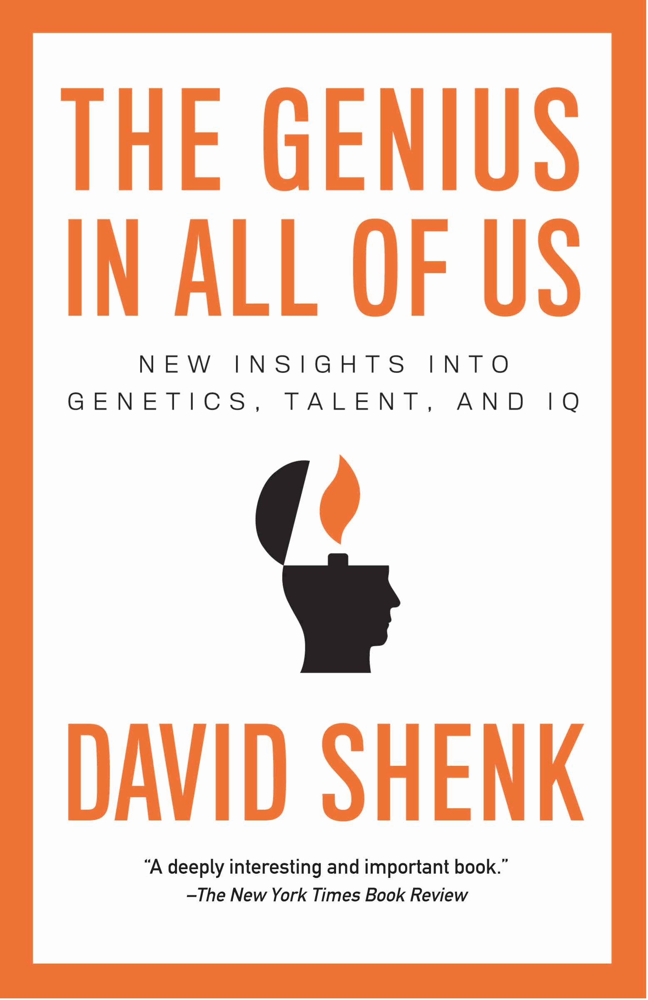 THE GENIUS
IN ALL OF US
NEW INSIGHTS INTO
GENETICS, TALENT, AND IQ
DAVID SHENK
“A deeply interesting and important book.”
—The New York Times Book Review